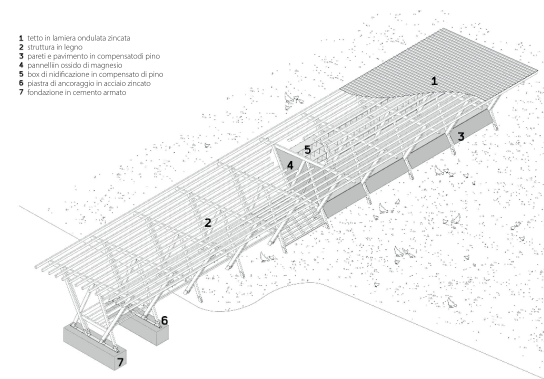 1 tetto in lamiera ondulata zincata
2 struttura in legno
3 pareti e pavimento in compensatodi pino
4 pannelliin ossido di magnesio
5 box di nidificazione in compensato di pino
6 piastra di ancoraggio in acciaio zincato
7 fondazione in cemento armato
1
3
5
4
2
6
7